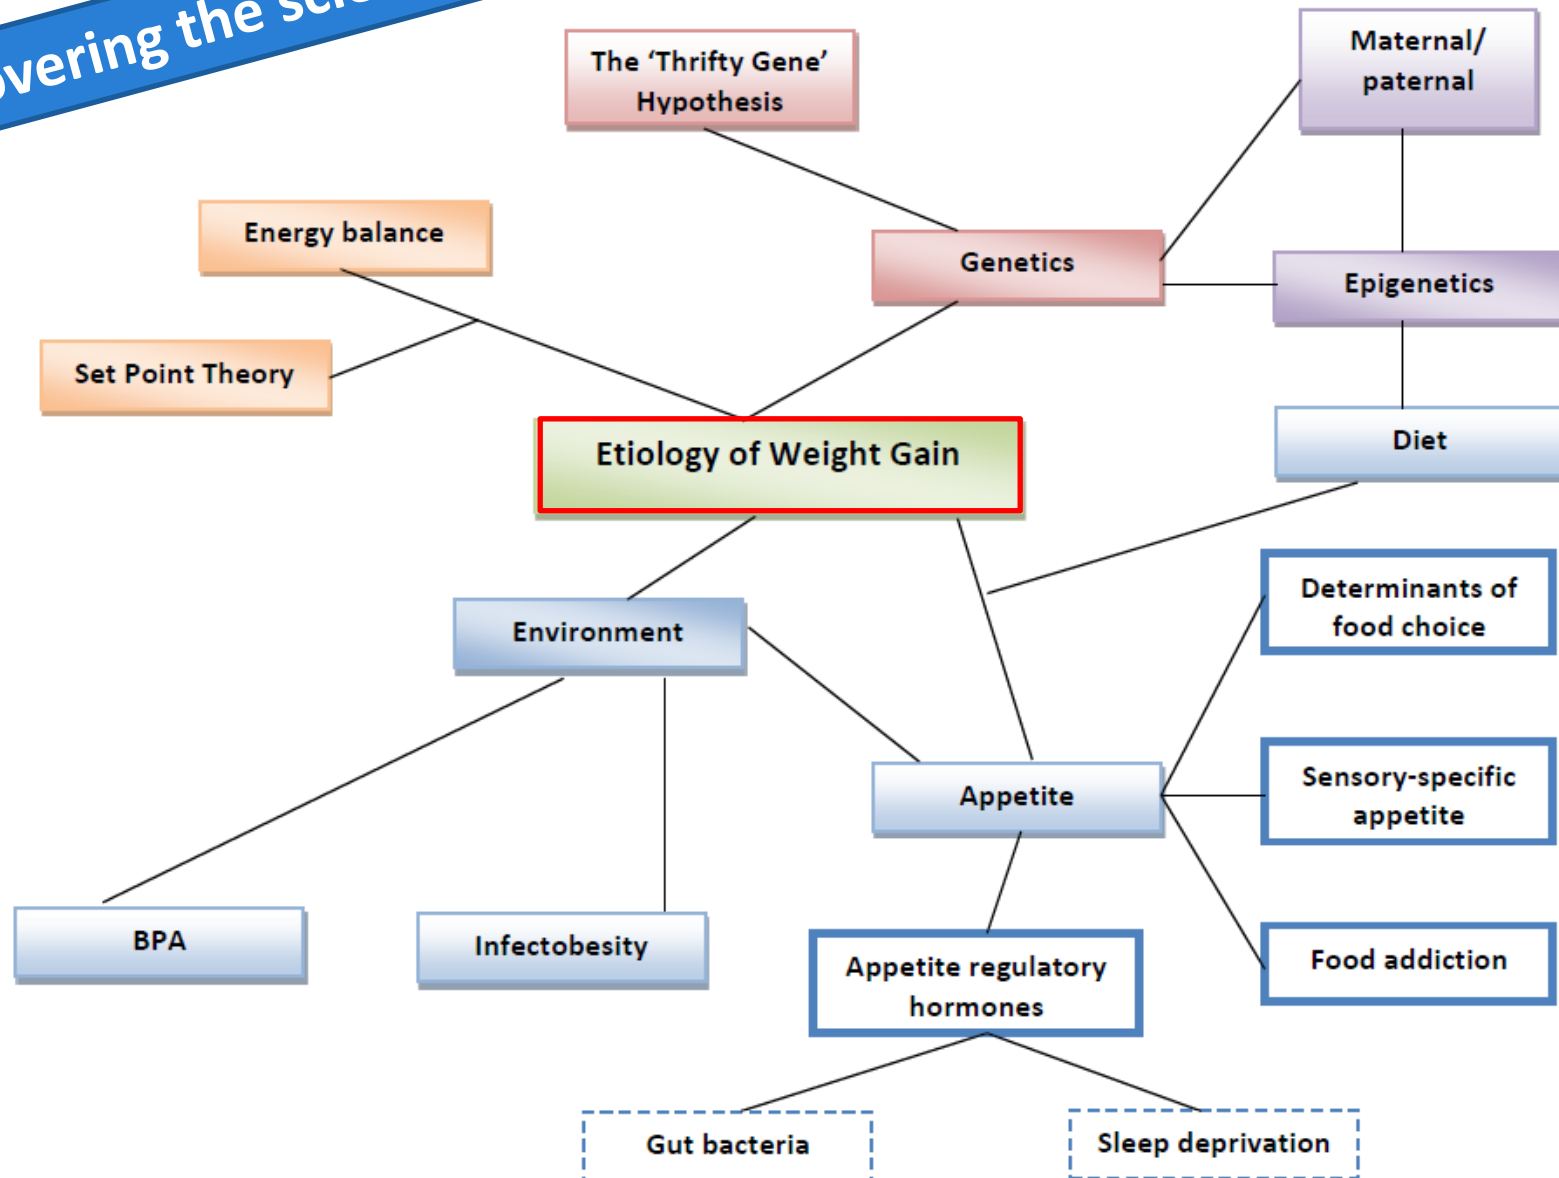 the
The ‘Thrifty Gene’
Hypothesis
Maternal/
paternal
Energy balance
Genetics
Epigenetics
Set Point Theory
Etiology of Weight Gain
Diet
Determinants of
food choice
Environment
Sensory-specific
appetite
Appetite
BPA
Infectobesity
Appetite regulatory
hormones
Food addiction
Gut bacteria
Sleep deprivation